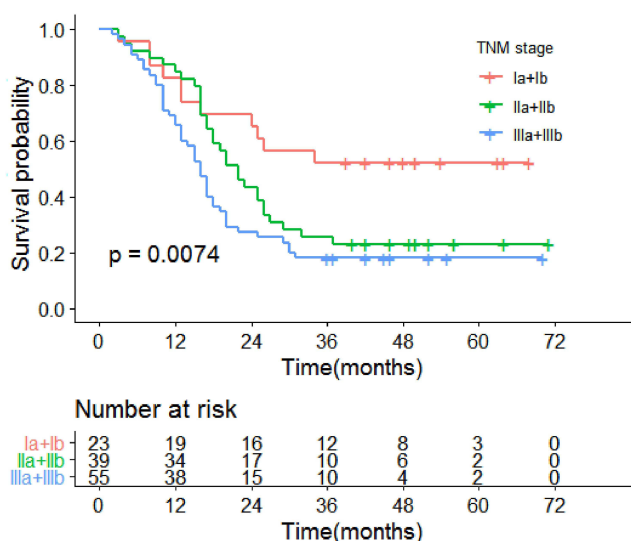 1.0
0.8
0.6
0.4
0.2
0.0
Survival probability
TNM stage
Ia+Ib
IIa+IIb
IIIa+IIIb
p = 0.0074
0 12 24 36 48 60 72
Time(months)
Number at risk
Ia+Ib 23 19 16 12 8 3 0
IIa+IIb 39 34 17 10 6 2 0
IIIa+IIIb 55 38 15 10 4 2 0
0 12 24 36 48 60 72
Time(months)